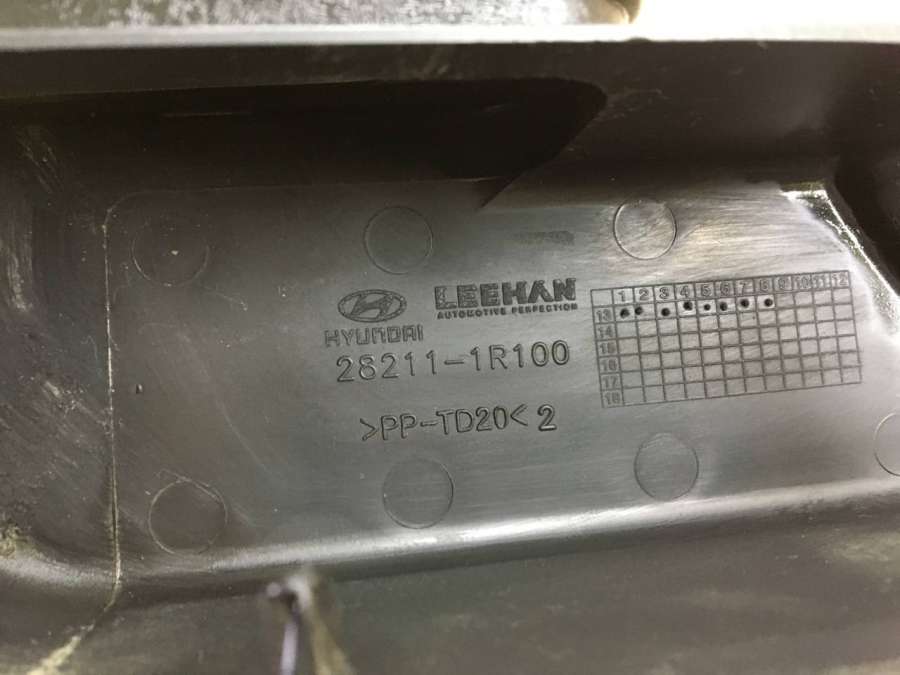 HYUNDAI
28211-1R100
>PP-TD20< 2
LEEHAN
AUTOMOTIVE PERFECTION
1 2 3 4 5 6 7 8 9 10 11 12
13
14
15
16
17
18